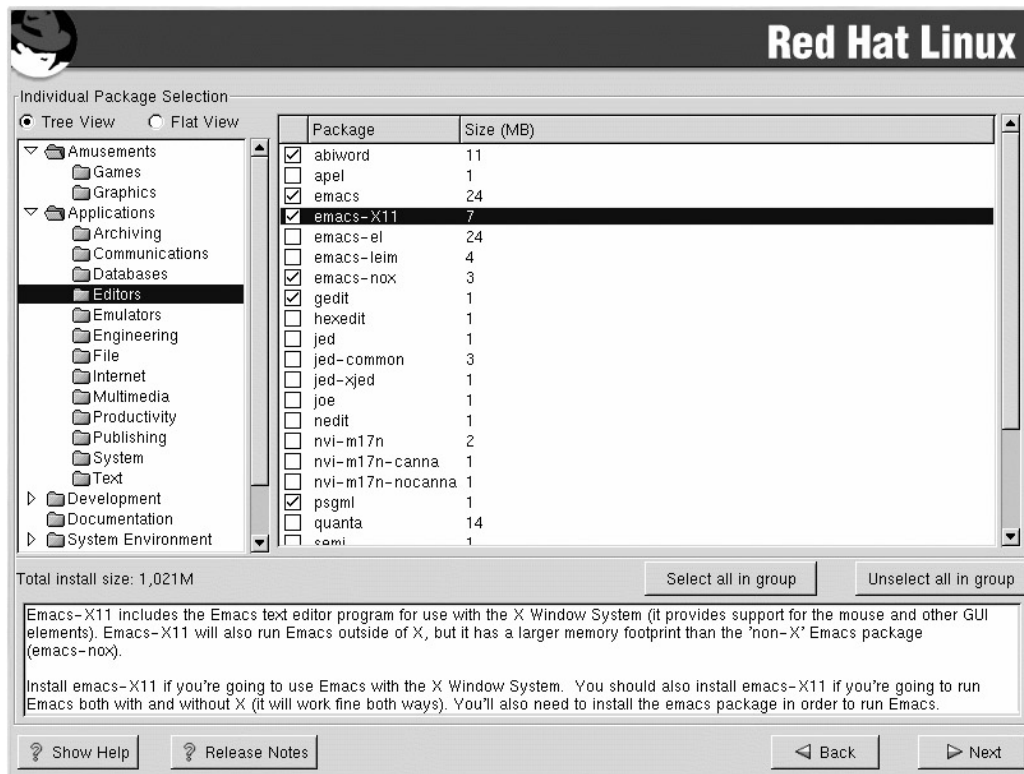 Red Hat Linux
Individual Package Selection
Tree View Flat View
Amusements
Games
Graphics
Applications
Archiving
Communications
Databases
Editors
Emulators
Engineering
File
Internet
Multimedia
Productivity
Publishing
System
Text
Development
Documentation
System Environment
Package Size (MB)
abiword 11
apel 1
emacs 24
emacs-X11 7
emacs-el 24
emacs-leim 4
emacs-nox 3
gedit 1
hexedit 1
jed 1
jed-common 3
jed-xjed 1
joe 1
nedit 1
nvi-m17n 2
nvi-m17n-canna 1
nvi-m17n-nocanna 1
psgml 1
quanta 14
semi 1
Total install size: 1,021M
Select all in group
Unselect all in group
Emacs-X11 includes the Emacs text editor program for use with the X Window System (it provides support for the mouse and other GUI
elements). Emacs-X11 will also run Emacs outside of X, but it has a larger memory footprint than the 'non-X' Emacs package
(emacs-nox).
Install emacs-X11 if you're going to use Emacs with the X Window System. You should also install emacs-X11 if you're going to run
Emacs both with and without X (it will work fine both ways). You'll also need to install the emacs package in order to run Emacs.
? Show Help
? Release Notes
Back
Next